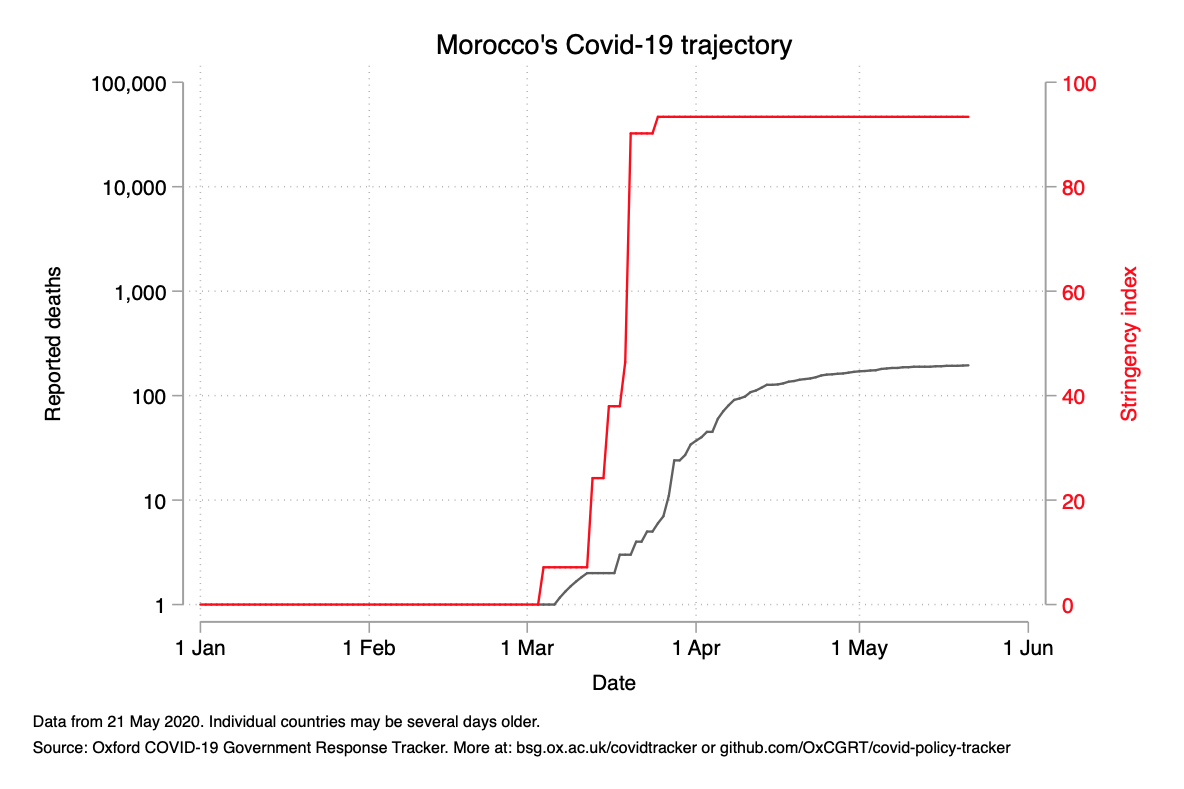 Morocco's Covid-19 trajectory
100,000
10,000
1,000
100
10
1
Reported deaths
100
80
60
40
20
0
Stringency index
1 Jan
1 Feb
1 Mar
1 Apr
1 May
1 Jun
Date
Data from 21 May 2020. Individual countries may be several days older.
Source: Oxford COVID-19 Government Response Tracker. More at: bsg.ox.ac.uk/covidtracker or github.com/OxCGRT/covid-policy-tracker